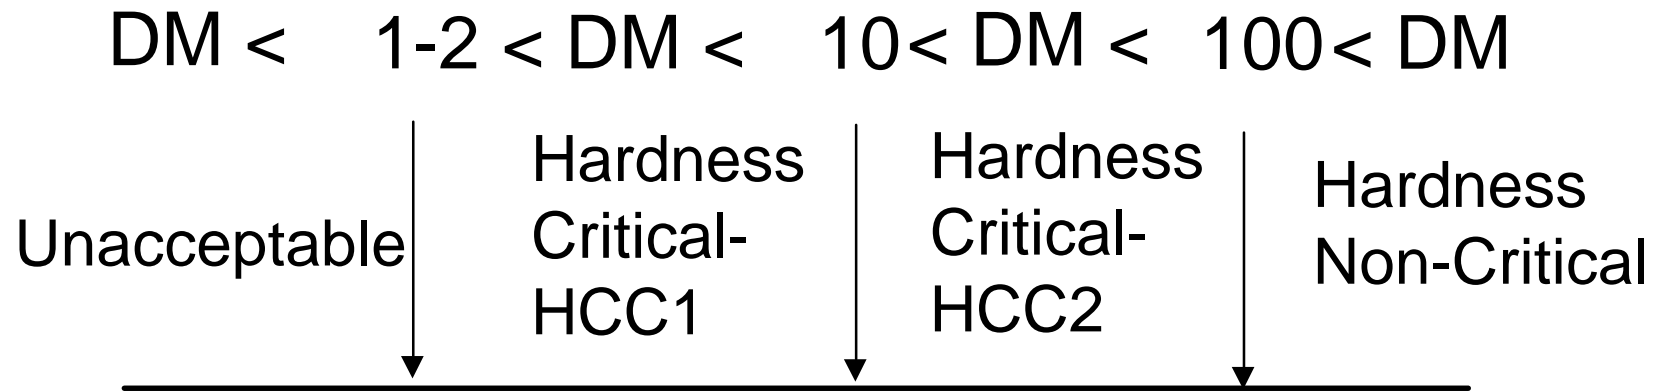 DM < 1-2 < DM < 10 < DM < 100 < DM
Unacceptable
Hardness
Critical-
HCC1
Hardness
Critical-
HCC2
Hardness
Non-Critical